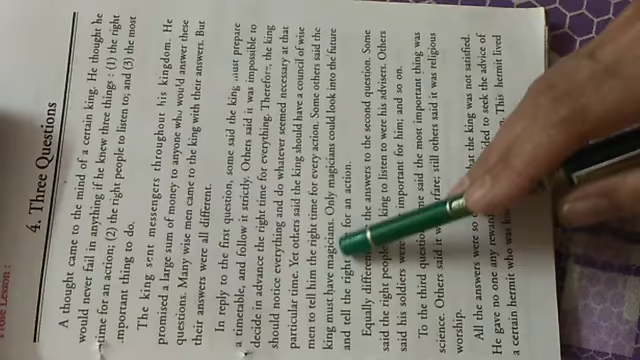 Prose Lesson :
4. Three Questions
A thought came to the mind of a certain king. He thought he
would never fail in anything if he knew three things : (1) the right
time for an action; (2) the right people to listen to; and (3) the most
important thing to do.
The king sent messengers throughout his kingdom. He
promised a large sum of money to anyone who would answer these
questions. Many wise men came to the king with their answers. But
their answers were all different.
In reply to the first question, some said the king must prepare
a timetable, and follow it strictly. Others said it was impossible to
decide in advance the right time for everything. Therefore, the king
should notice everything and do whatever seemed necessary at that
particular time. Yet others said the king should have a council of wise
men to tell him the right time for every action. Some others said the
king must have magicians. Only magicians could look into the future
and tell the right for an action.
Equally different the answers to the second question. Some
said the right people king to listen to were his advisers. Others
said his soldiers were important for him; and so on.
To the third question said the most important thing was
science. Others said it fare; still others said it was religious
worship.
All the answers were so that the king was not satisfied.
He gave no one any reward to seek the advice of
a certain hermit who was This hermit lived